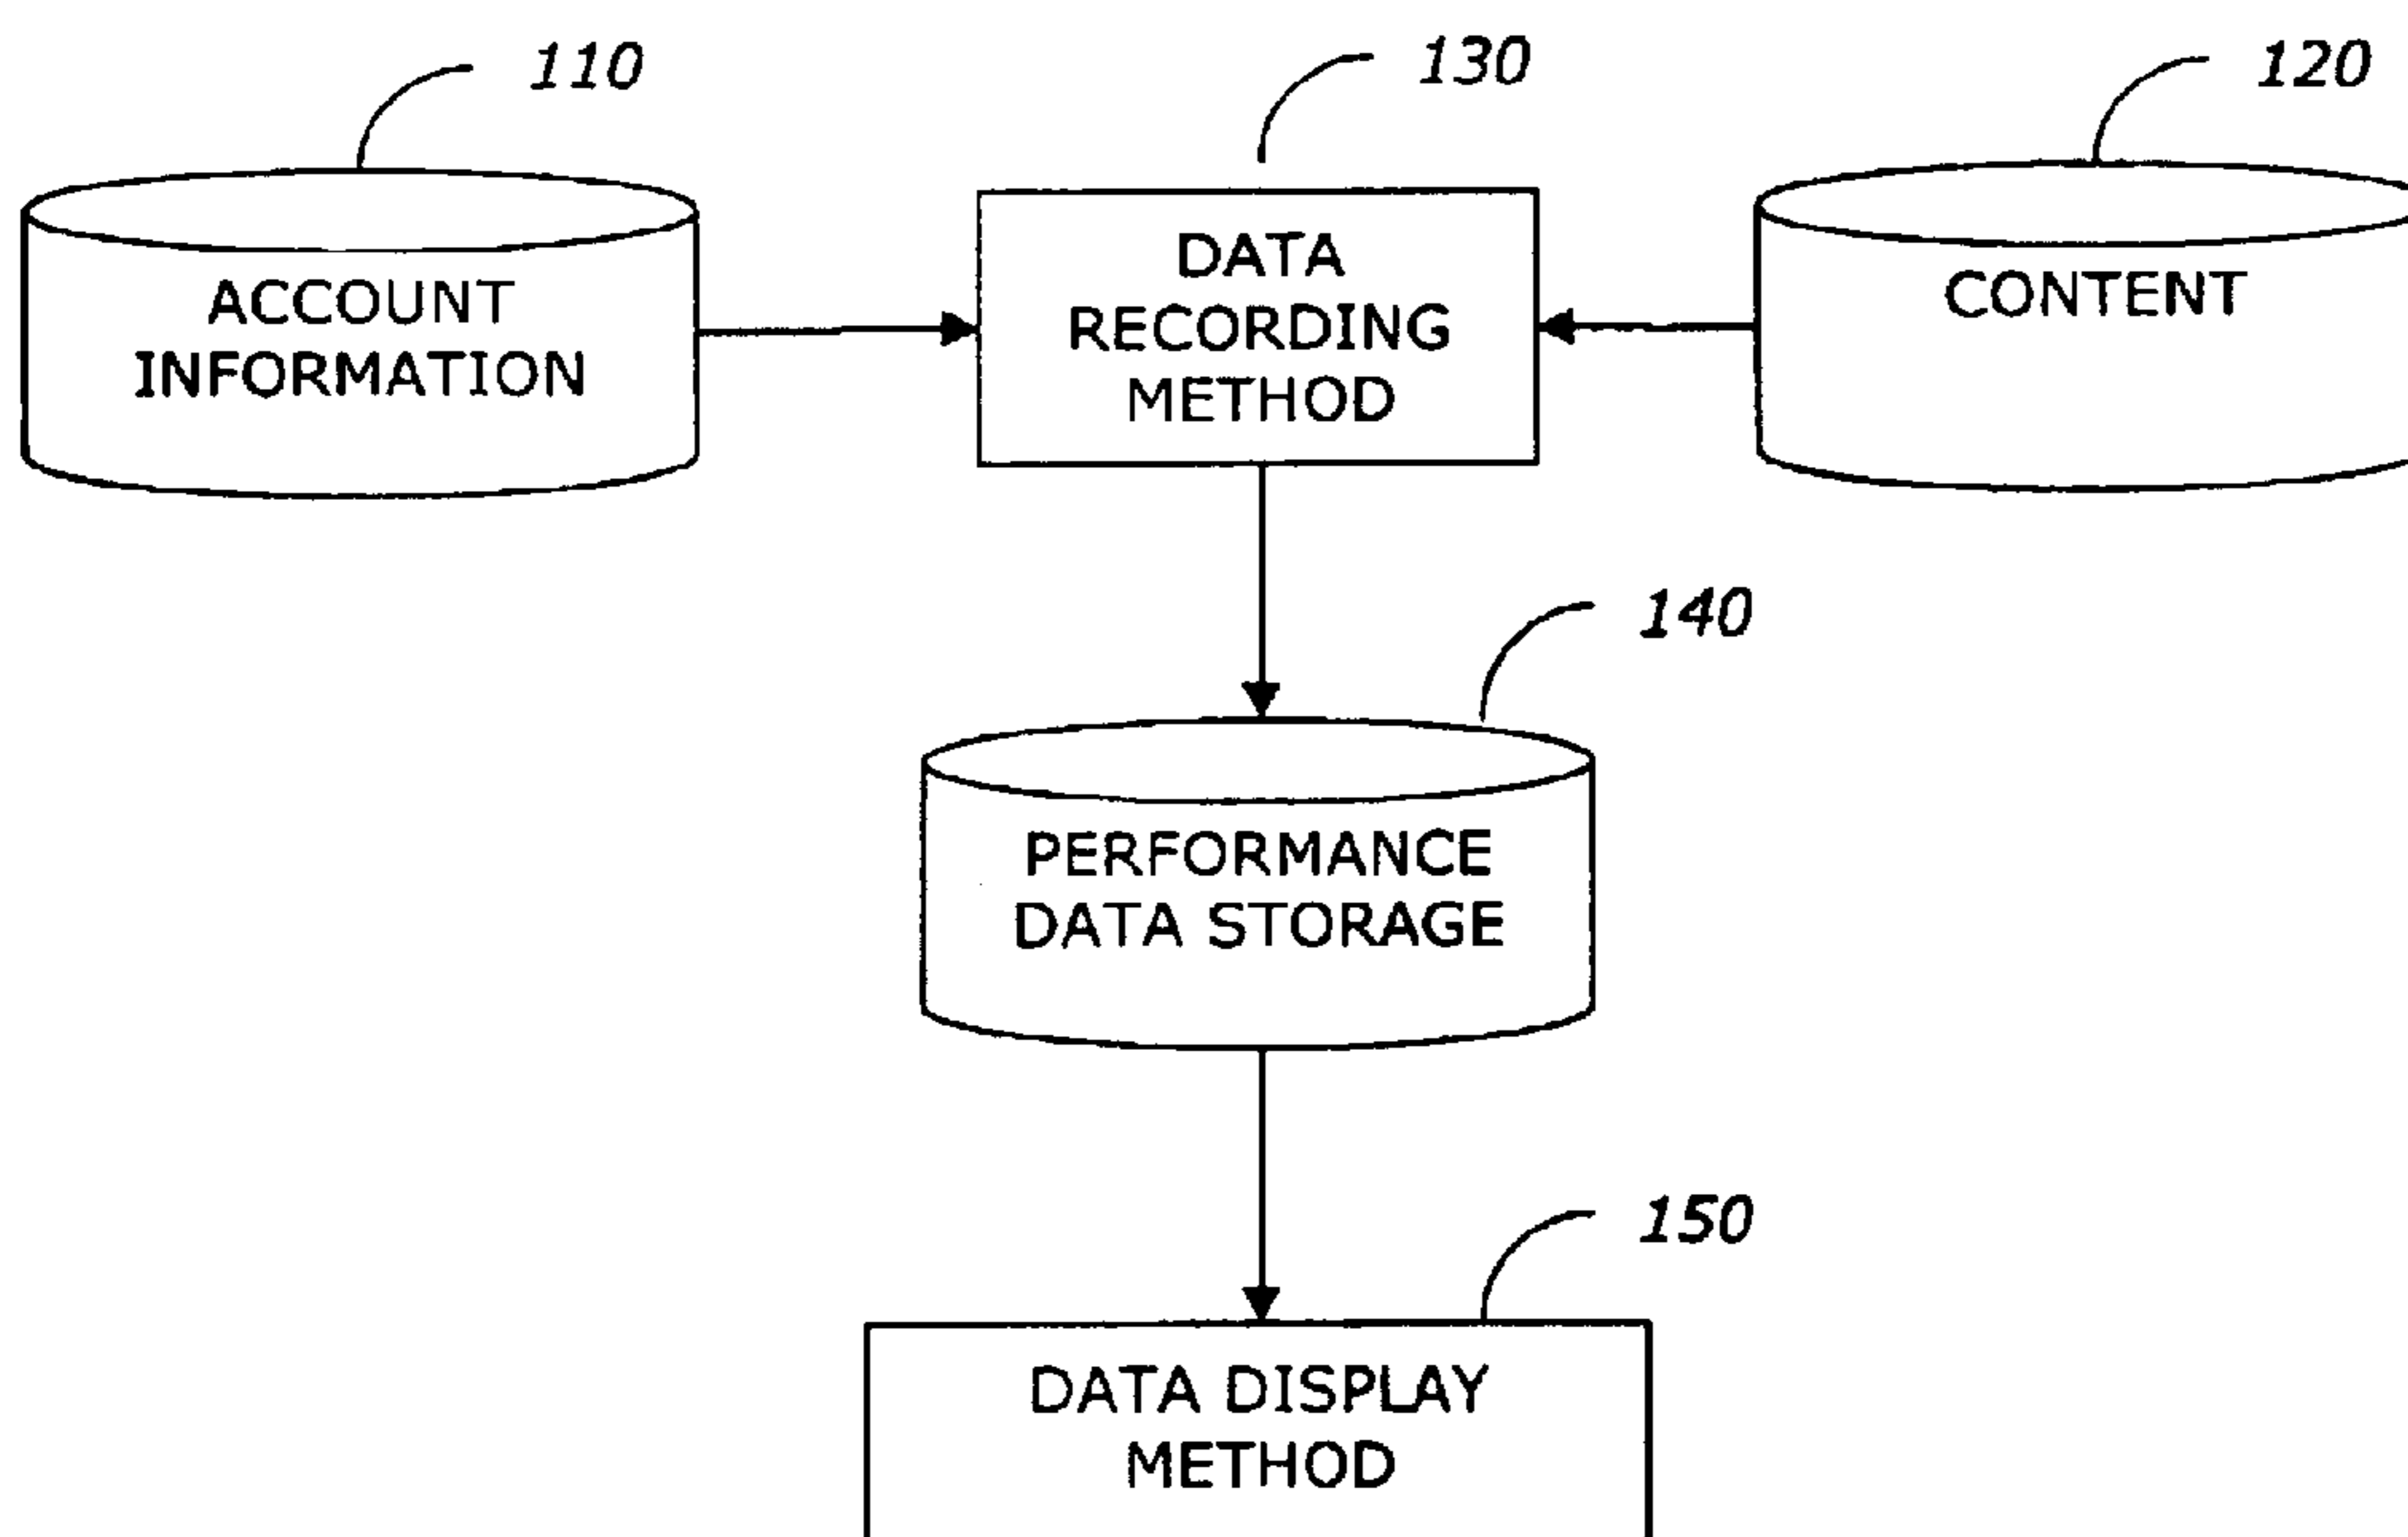 110
130
120
ACCOUNT
INFORMATION
DATA
RECORDING
METHOD
CONTENT
140
PERFORMANCE
DATA STORAGE
150
DATA DISPLAY
METHOD